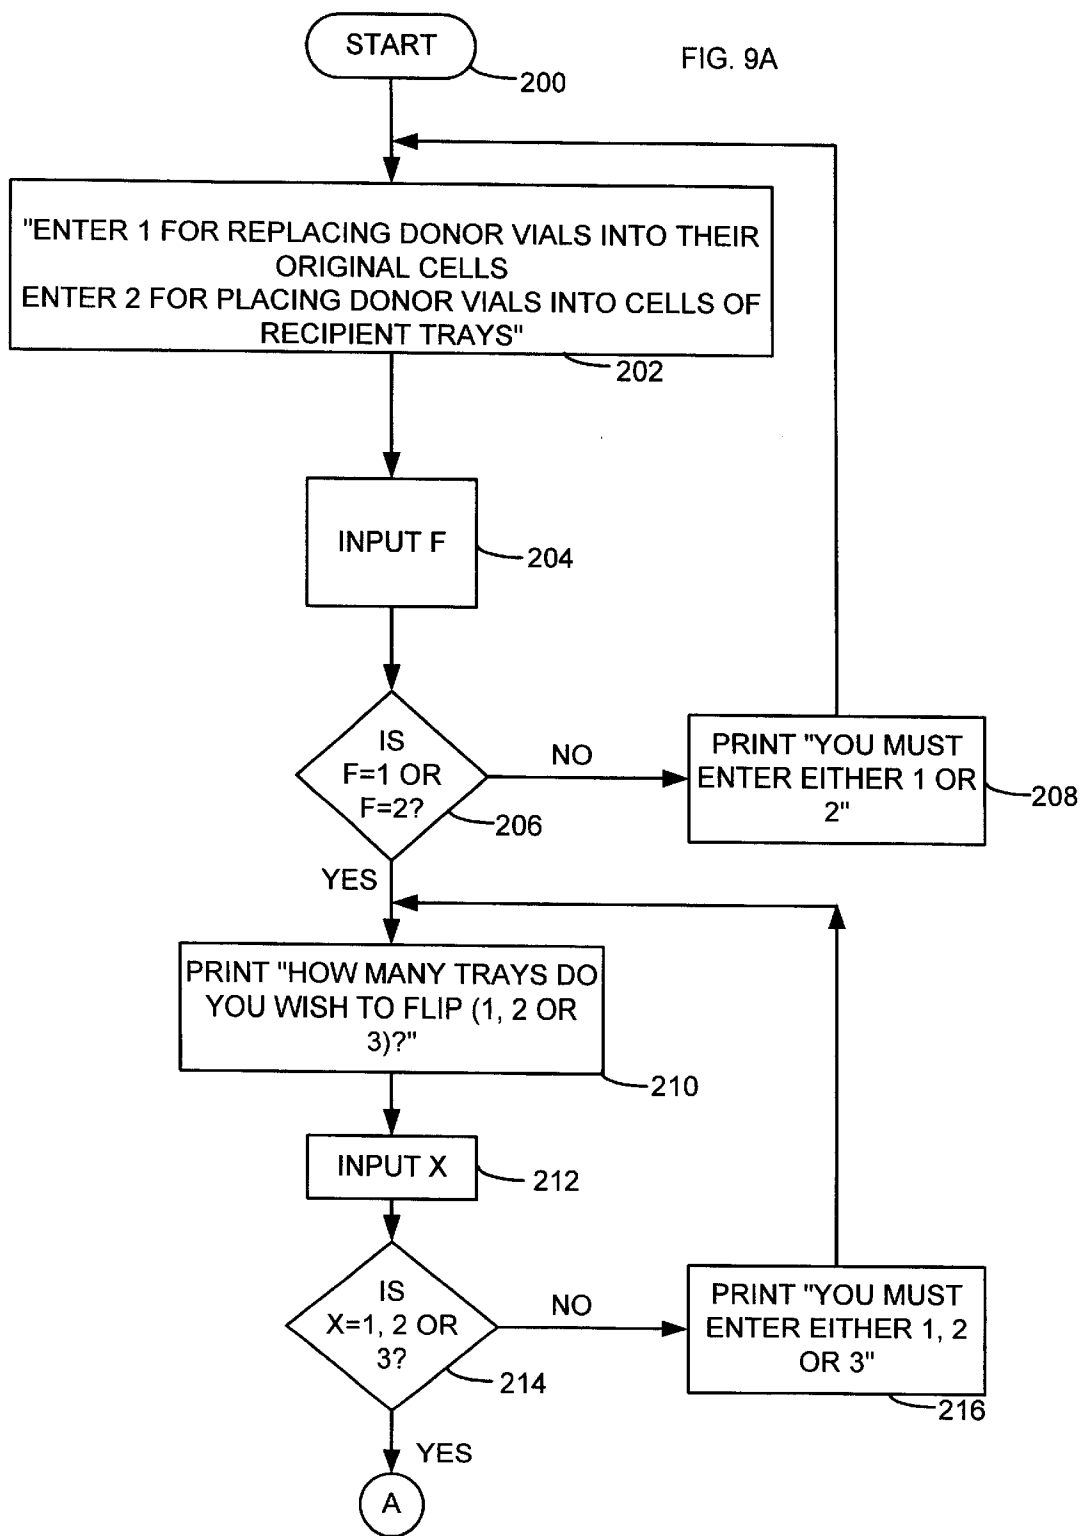 START
FIG. 9A
200
"ENTER 1 FOR REPLACING DONOR VIALS INTO THEIR
ORIGINAL CELLS
ENTER 2 FOR PLACING DONOR VIALS INTO CELLS OF
RECIPIENT TRAYS"
202
INPUT F
204
IS
F=1 OR
F=2?
206
NO
PRINT "YOU MUST
ENTER EITHER 1 OR
2"
208
YES
PRINT "HOW MANY TRAYS DO
YOU WISH TO FLIP (1, 2 OR
3)?"
210
INPUT X
212
IS
X=1, 2 OR
3?
214
NO
PRINT "YOU MUST
ENTER EITHER 1, 2
OR 3"
216
YES
A